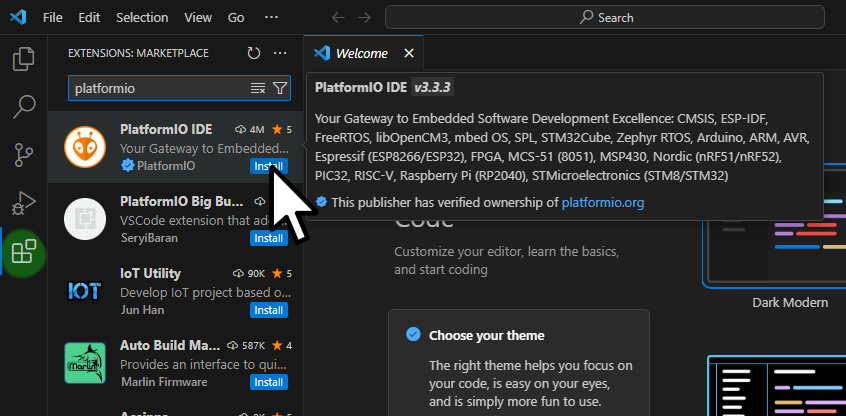 File Edit Selection View Go ···
Search
EXTENSIONS: MARKETPLACE
···
Welcome
platformio
PlatformIO IDE 4M 5
Your Gateway to Embedded...
PlatformIO Install
PlatformIO Big Bu...
VSCode extension that ad
SeryiBaran Install
IoT Utility 90K 5
IOT
Develop IoT project based o...
Jun Han Install
Auto Build Ma... 587K 4
Marlin
Provides an interface to qui...
Marlin Firmware Install
PlatformIO IDE v3.3.3
Your Gateway to Embedded Software Development Excellence: CMSIS, ESP-IDF,
FreeRTOS, libOpenCM3, mbed OS, SPL, STM32Cube, Zephyr RTOS, Arduino, ARM, AVR,
Espressif (ESP8266/ESP32), FPGA, MCS-51 (8051), MSP430, Nordic (nRF51/nRF52),
PIC32, RISC-V, Raspberry Pi (RP2040), STMicroelectronics (STM8/STM32)
This publisher has verified ownership of platformio.org
Code
Customize your editor, learn the basics,
and start coding
Choose your theme
The right theme helps you focus on
your code, is easy on your eyes,
and is simply more fun to use.
Dark Modern